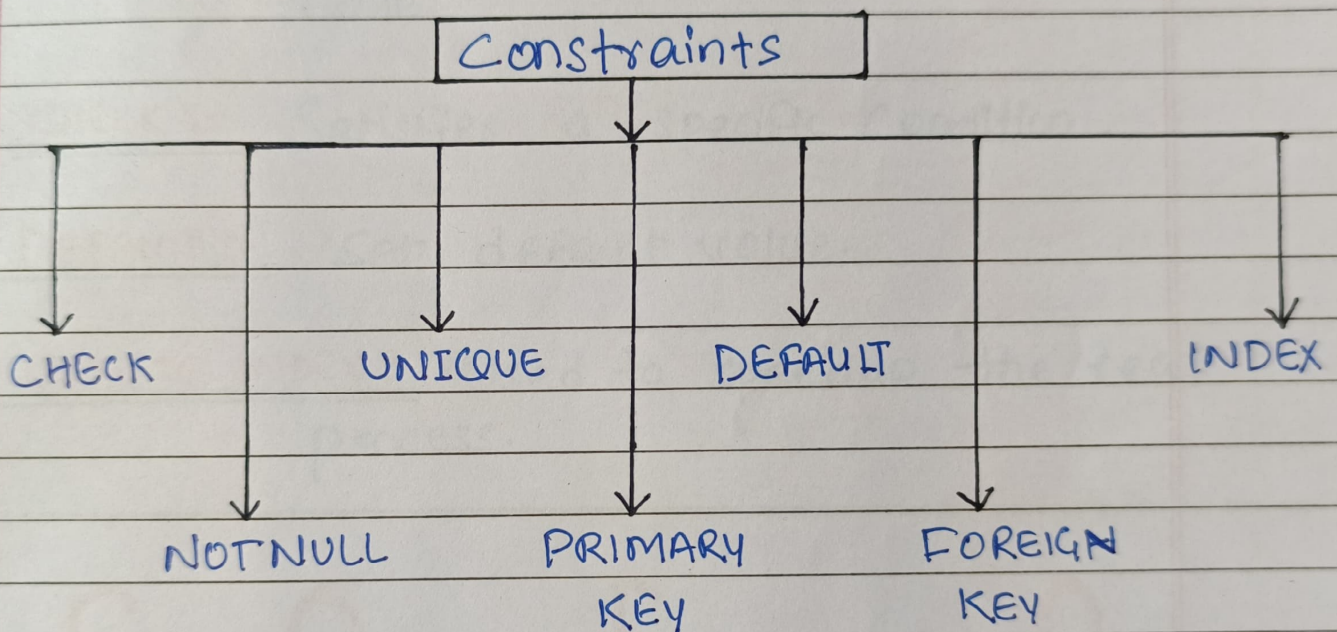 Constraints
CHECK
UNICQUE
DEFAULT
INDEX
NOTNULL
PRIMARY
KEY
FOREIGN
KEY